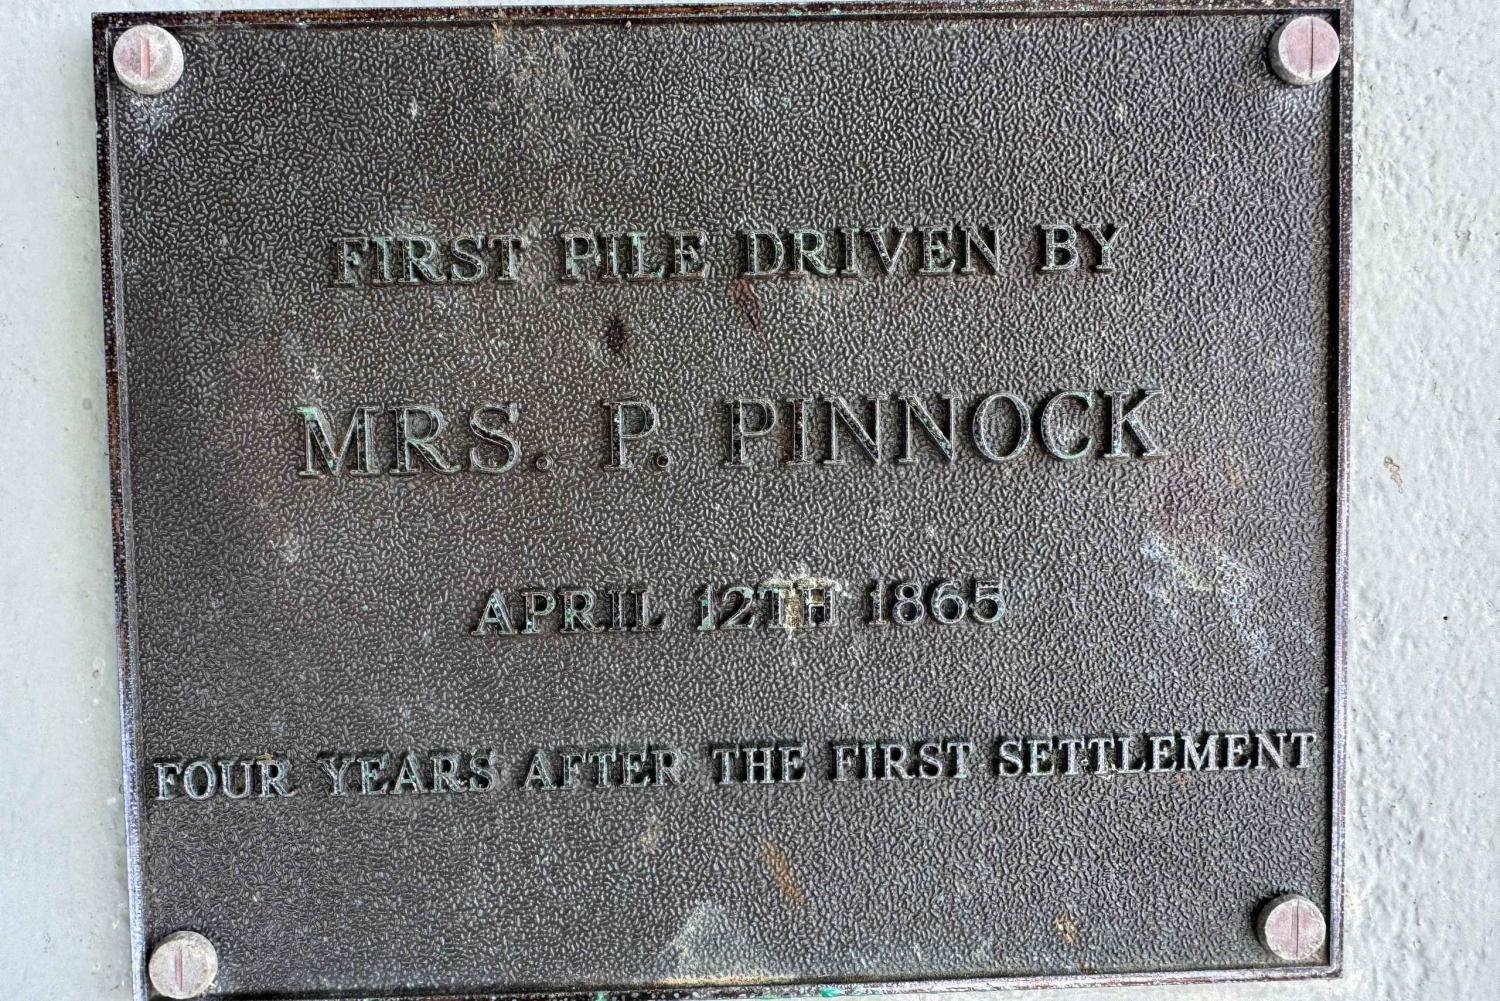 FIRST PILE DRIVEN BY
MRS. P. PINNOCK
APRIL 12TH 1865
FOUR YEARS AFTER THE FIRST SETTLEMENT